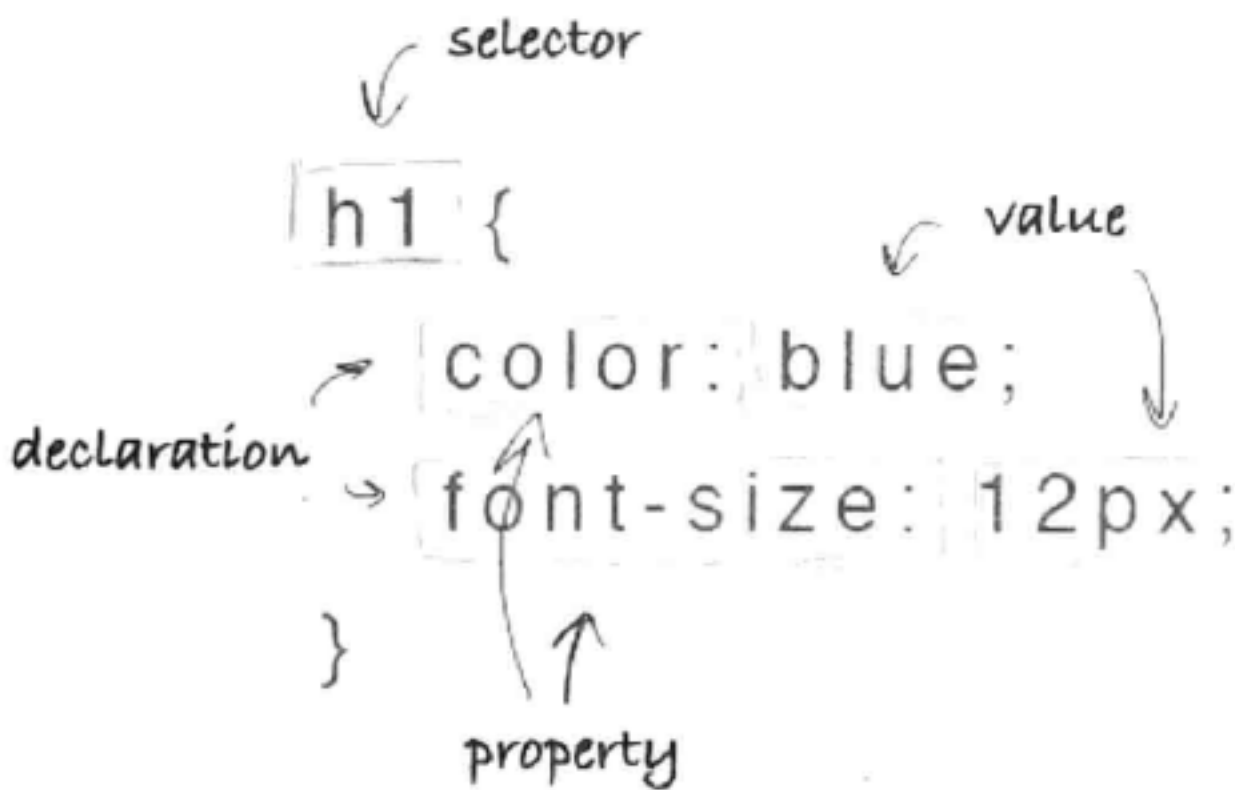 selector
h1 {
value
color: blue;
declaration
font-size: 12px;
}
property